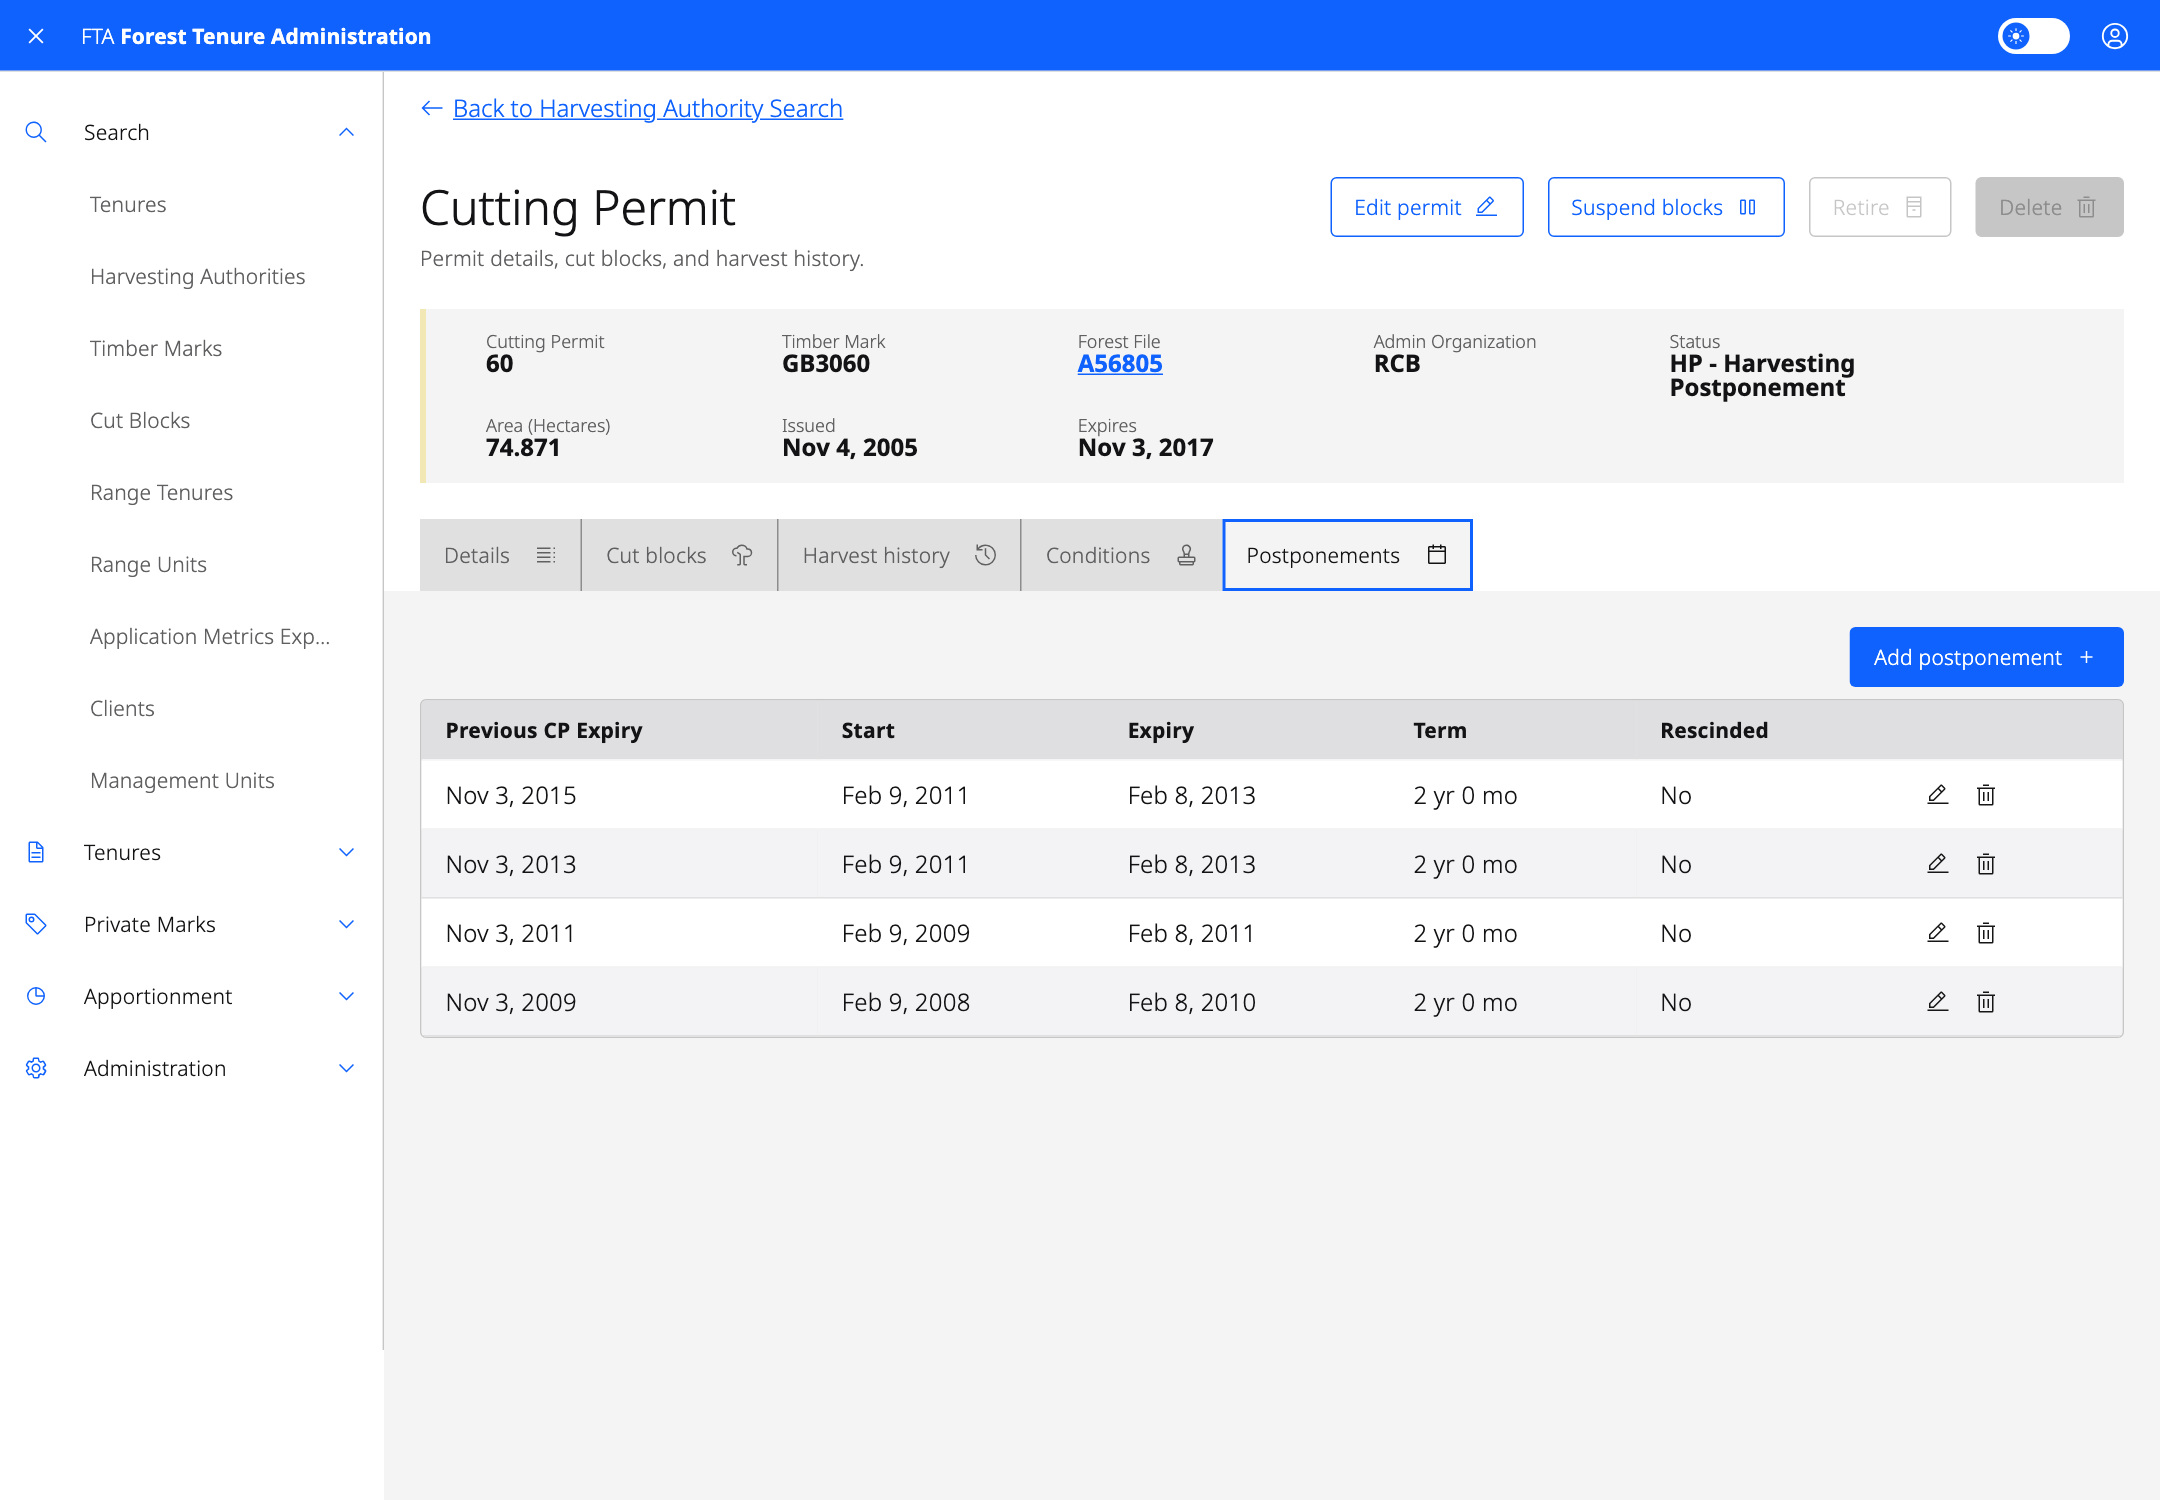 FTA Forest Tenure Administration
Search
Tenures
Harvesting Authorities
Timber Marks
Cut Blocks
Range Tenures
Range Units
Application Metrics Exp...
Clients
Management Units
Tenures
Private Marks
Apportionment
Administration
Back to Harvesting Authority Search
Cutting Permit
Permit details, cut blocks, and harvest history.
Edit permit
Suspend blocks
Retire
Delete
Cutting Permit
60
Timber Mark
GB3060
Forest File
A56805
Admin Organization
RCB
Status
HP - Harvesting
Postponement
Area (Hectares)
74.871
Issued
Nov 4, 2005
Expires
Nov 3, 2017
Details
Cut blocks
Harvest history
Conditions
Postponements
Add postponement +
Previous CP Expiry Start Expiry Term Rescinded
Nov 3, 2015 Feb 9, 2011 Feb 8, 2013 2 yr 0 mo No
Nov 3, 2013 Feb 9, 2011 Feb 8, 2013 2 yr 0 mo No
Nov 3, 2011 Feb 9, 2009 Feb 8, 2011 2 yr 0 mo No
Nov 3, 2009 Feb 9, 2008 Feb 8, 2010 2 yr 0 mo No